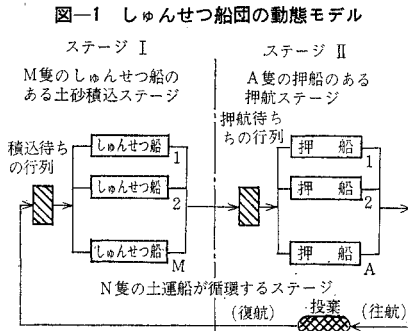 図―1 しゅんせつ船団の動態モデル
ステージ Ⅰ
ステージ Ⅱ
M隻のしゅんせつ船の
ある土砂積込ステージ
A隻の押船のある
押航ステージ
積込待ち
の行列
押航待ち
ちの行列
しゅんせつ船 1
しゅんせつ船 2
しゅんせつ船 M
押 船 1
押 船 2
押 船 A
N隻の土運船が循環するステージ
(復航)
投棄
(往航)